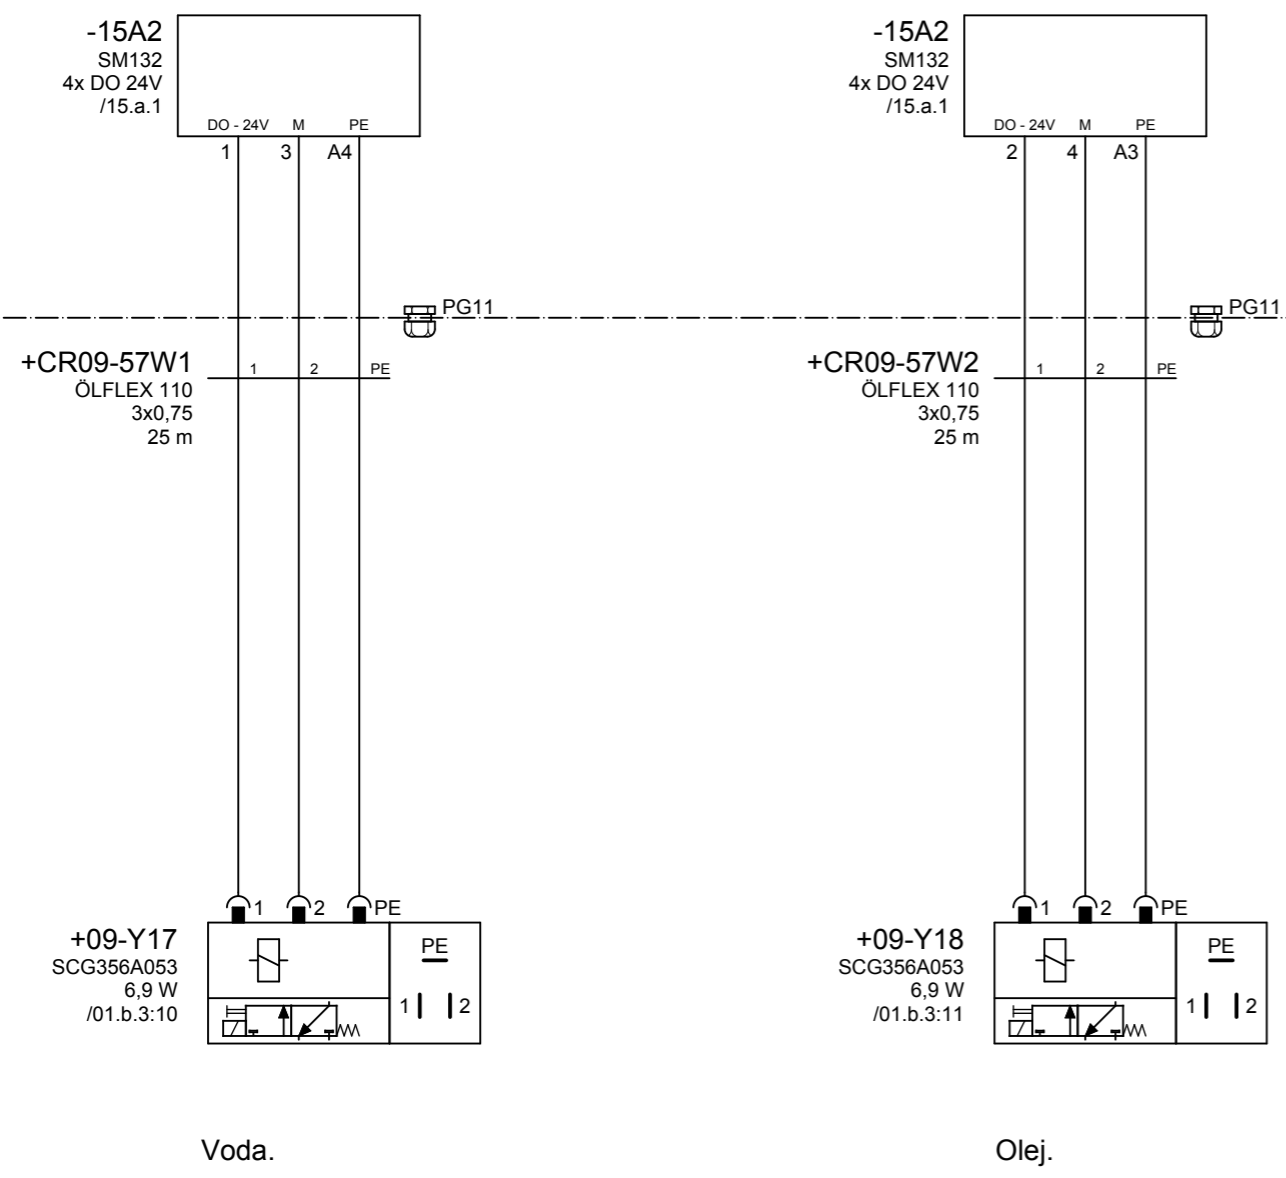 -15A2
SM132
4x DO 24V
/15.a.1
DO - 24V M PE
1 3 A4
PG11
+CR09-57W1
ÖLFLEX 110
3x0,75
25 m
1 2 PE
1 2 PE
+09-Y17
SCG356A053
6,9 W
/01.b.3:10
PE
1 2
Voda.
-15A2
SM132
4x DO 24V
/15.a.1
DO - 24V M PE
2 4 A3
PG11
+CR09-57W2
ÖLFLEX 110
3x0,75
25 m
1 2 PE
1 2 PE
+09-Y18
SCG356A053
6,9 W
/01.b.3:11
PE
1 2
Olej.